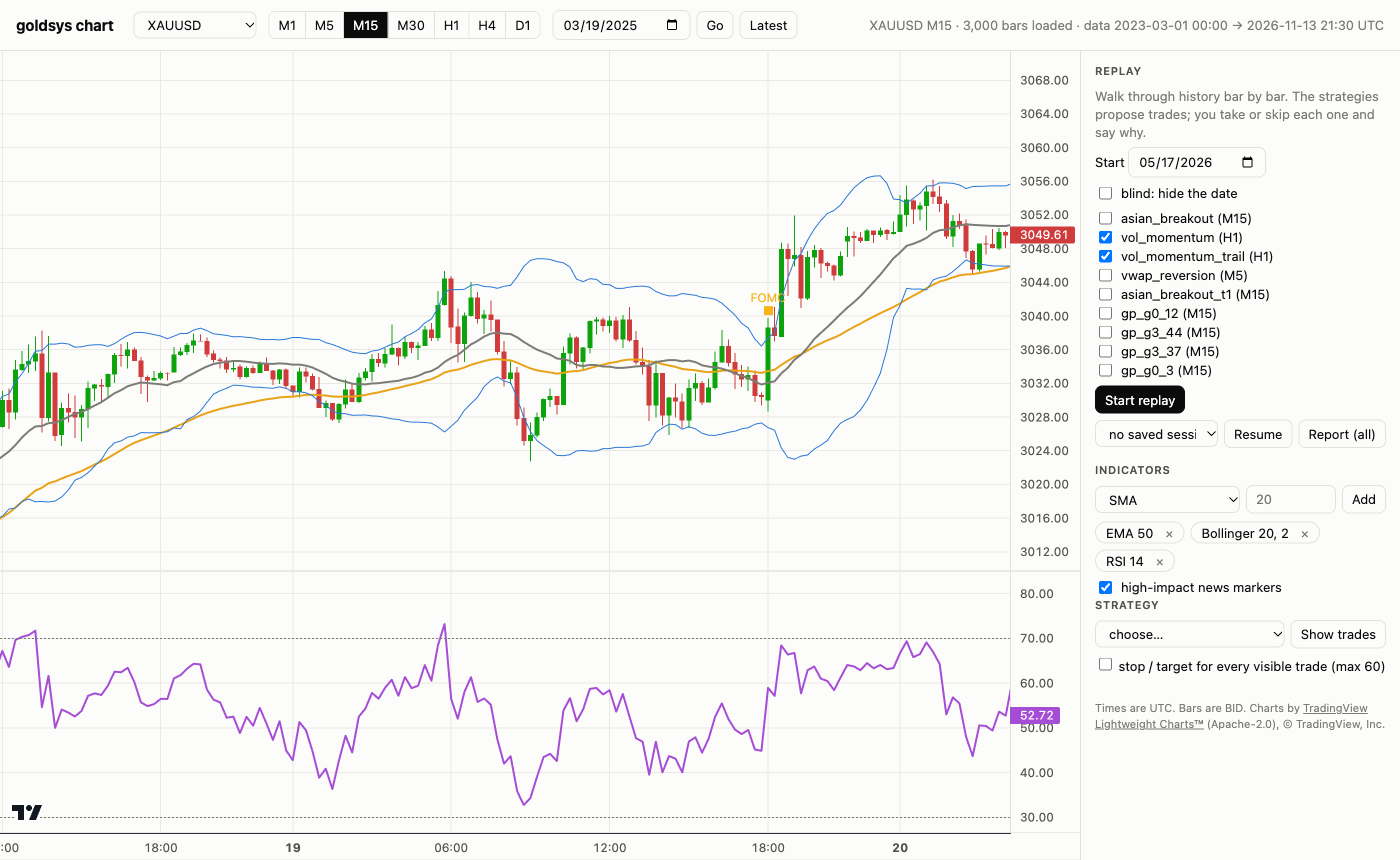 goldsys chart XAUUSD M1 M5 M15 M30 H1 H4 D1 03/19/2025 Go Latest XAUUSD M15 · 3,000 bars loaded · data 2023-03-01 00:00 → 2026-11-13 21:30 UTC
3068.00
3064.00
3060.00
3056.00
3052.00
3049.61
3048.00
3044.00
3040.00
3036.00
3032.00
3028.00
3024.00
3020.00
3016.00
3012.00
FOMC
80.00
70.00
60.00
52.72
50.00
40.00
30.00
:00 18:00 19 06:00 12:00 18:00 20
REPLAY
Walk through history bar by bar. The strategies
propose trades; you take or skip each one and
say why.
Start 05/17/2026
blind: hide the date
asian_breakout (M15)
vol_momentum (H1)
vol_momentum_trail (H1)
vwap_reversion (M5)
asian_breakout_t1 (M15)
gp_g0_12 (M15)
gp_g3_44 (M15)
gp_g3_37 (M15)
gp_g0_3 (M15)
Start replay
no saved sessi Resume Report (all)
INDICATORS
SMA 20 Add
EMA 50 × Bollinger 20, 2 ×
RSI 14 ×
high-impact news markers
STRATEGY
choose... Show trades
stop / target for every visible trade (max 60)
Times are UTC. Bars are BID. Charts by TradingView
Lightweight Charts™ (Apache-2.0), © TradingView, Inc.